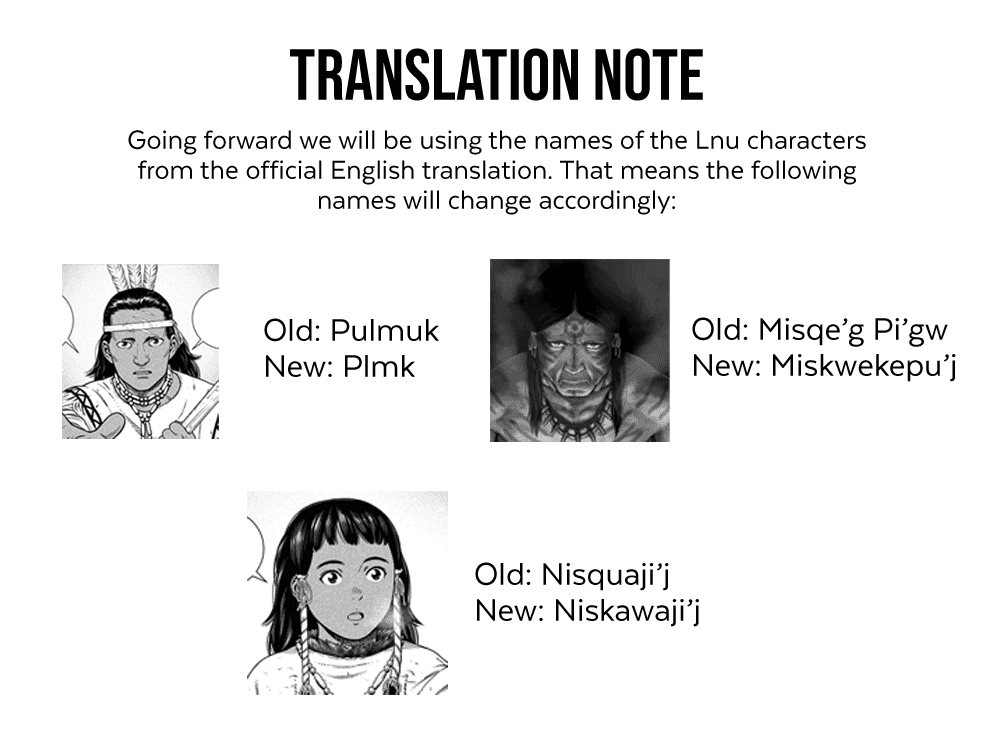 TRANSLATION NOTE
Going forward we will be using the names of the Lnu characters
from the official English translation. That means the following
names will change accordingly:
Old: Pulmuk
New: Plmk
Old: Misqe’g Pi’gw
New: Miskwekepu’j
Old: Nisquaji’j
New: Niskawaji’j